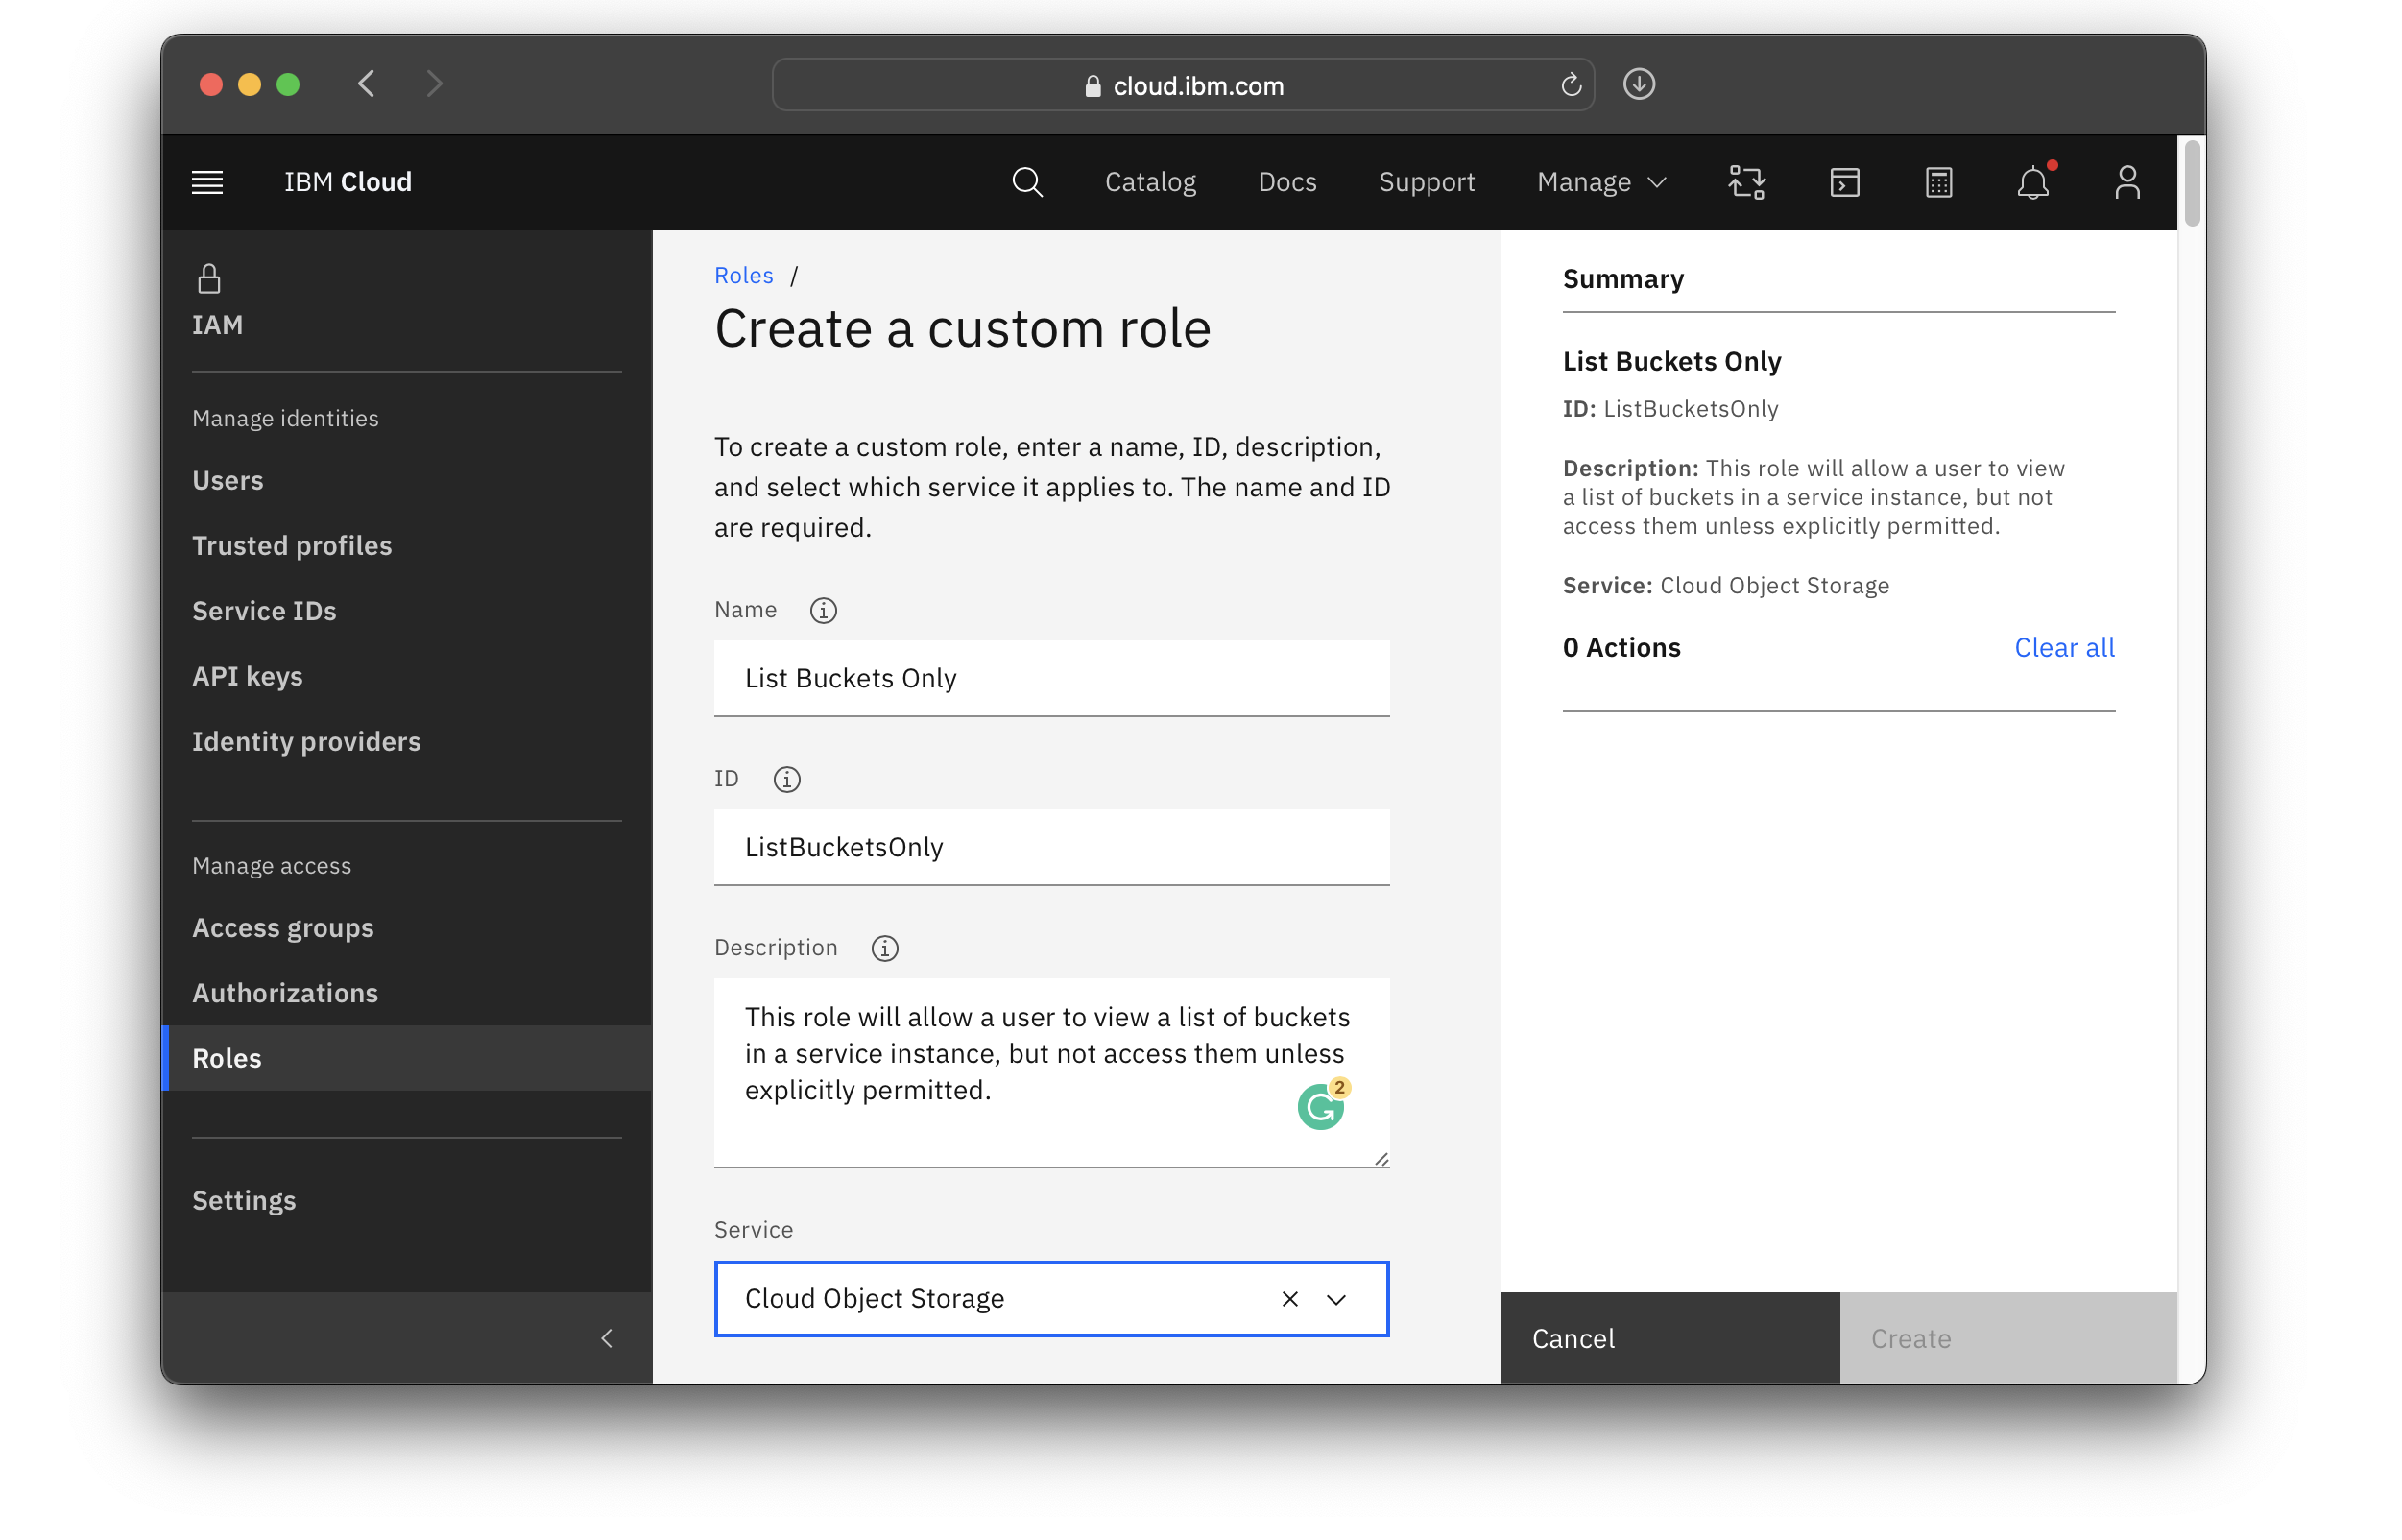 cloud.ibm.com
IBM Cloud
Catalog
Docs
Support
Manage
IAM
Manage identities
Users
Trusted profiles
Service IDs
API keys
Identity providers
Manage access
Access groups
Authorizations
Roles
Settings
Roles /
Create a custom role
To create a custom role, enter a name, ID, description,
and select which service it applies to. The name and ID
are required.
Name
List Buckets Only
ID
ListBucketsOnly
Description
This role will allow a user to view a list of buckets
in a service instance, but not access them unless
explicitly permitted.
2
Service
Cloud Object Storage
Summary
List Buckets Only
ID: ListBucketsOnly
Description: This role will allow a user to view
a list of buckets in a service instance, but not
access them unless explicitly permitted.
Service: Cloud Object Storage
0 Actions
Clear all
Cancel
Create